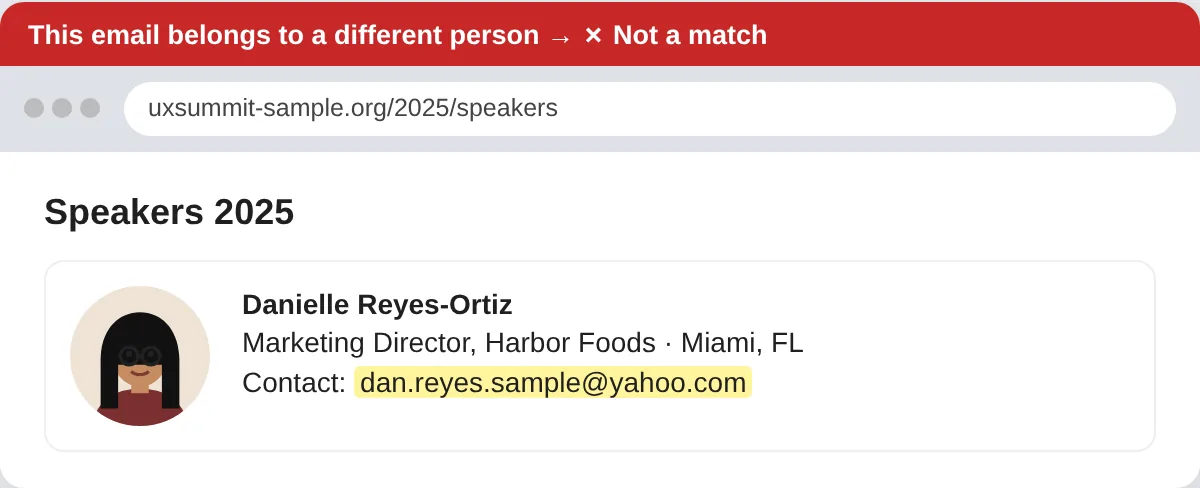 This email belongs to a different person → ✕ Not a match
uxsummit-sample.org/2025/speakers
Speakers 2025
Danielle Reyes-Ortiz
Marketing Director, Harbor Foods · Miami, FL
Contact: dan.reyes.sample@yahoo.com